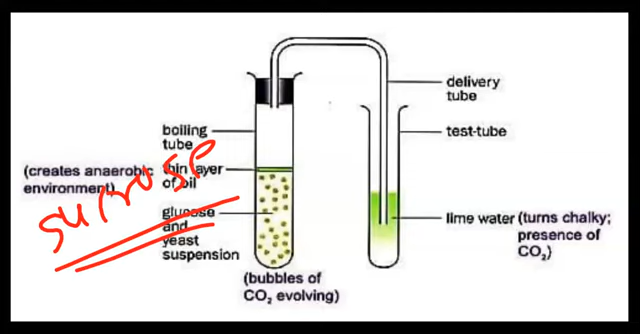 delivery
tube
boiling
tube
test-tube
(creates anaerobic
environment)
thin layer
of oil
sucrose
glucose
and
yeast
suspension
lime water (turns chalky;
presence of
CO₂)
(bubbles of
CO₂ evolving)